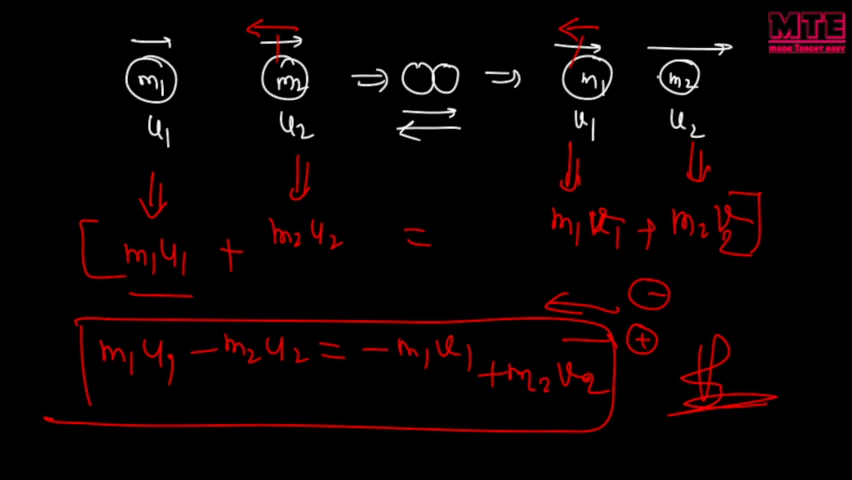 MTE
made Target easy
m₁ m₂ ⇒ ⇒ m₁ m₂
u₁ u₂ v₁ u₂
[m₁u₁ + m₂u₂ = m₁v₁ + m₂v₂]
← ⊖
m₁u₁ - m₂u₂ = -m₁v₁ + m₂v₂ → ⊕